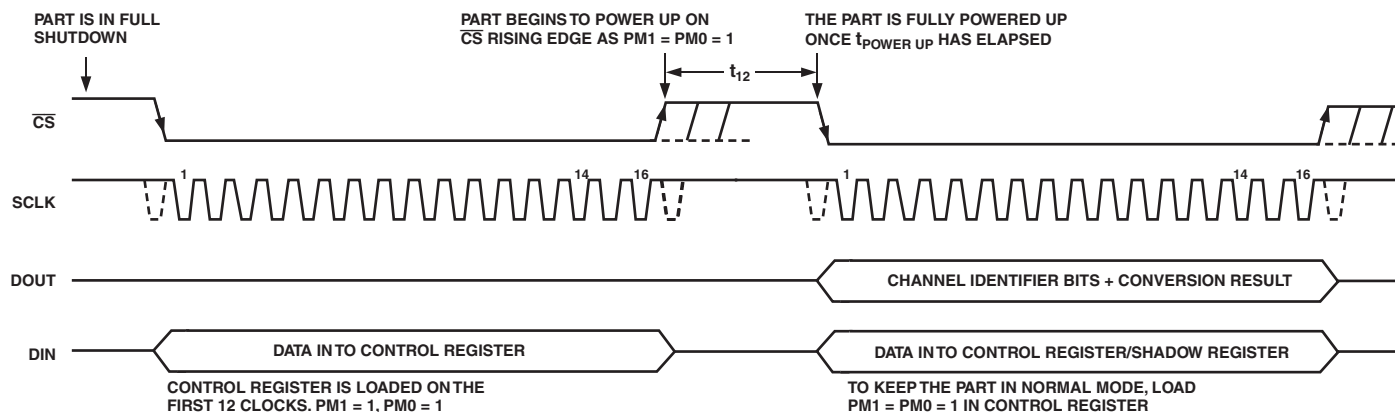 PART IS IN FULL
SHUTDOWN
PART BEGINS TO POWER UP ON
CS RISING EDGE AS PM1 = PM0 = 1
THE PART IS FULLY POWERED UP
ONCE tPOWER UP HAS ELAPSED
t12
CS
SCLK
1 14 16 1 14 16
DOUT
CHANNEL IDENTIFIER BITS + CONVERSION RESULT
DIN
DATA IN TO CONTROL REGISTER
DATA IN TO CONTROL REGISTER/SHADOW REGISTER
CONTROL REGISTER IS LOADED ON THE
FIRST 12 CLOCKS, PM1 = 1, PM0 = 1
TO KEEP THE PART IN NORMAL MODE, LOAD
PM1 = PM0 = 1 IN CONTROL REGISTER